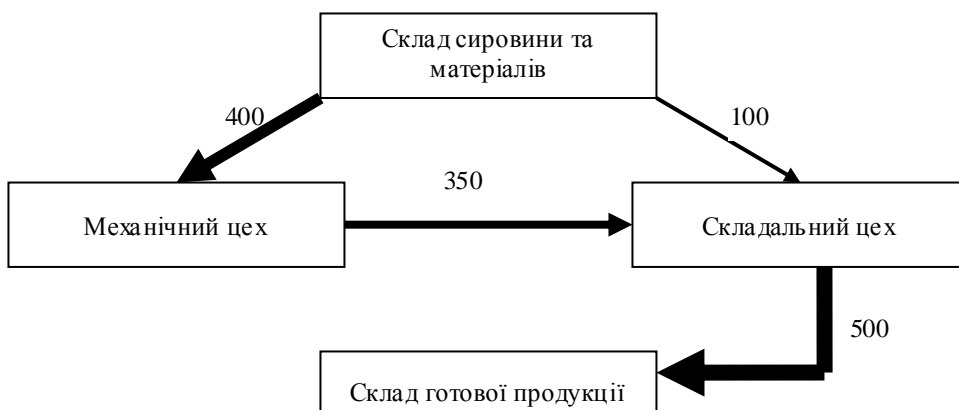 Склад сировини та
матеріалів
400
100
350
Механічний цех
Складальний цех
500
Склад готової продукції